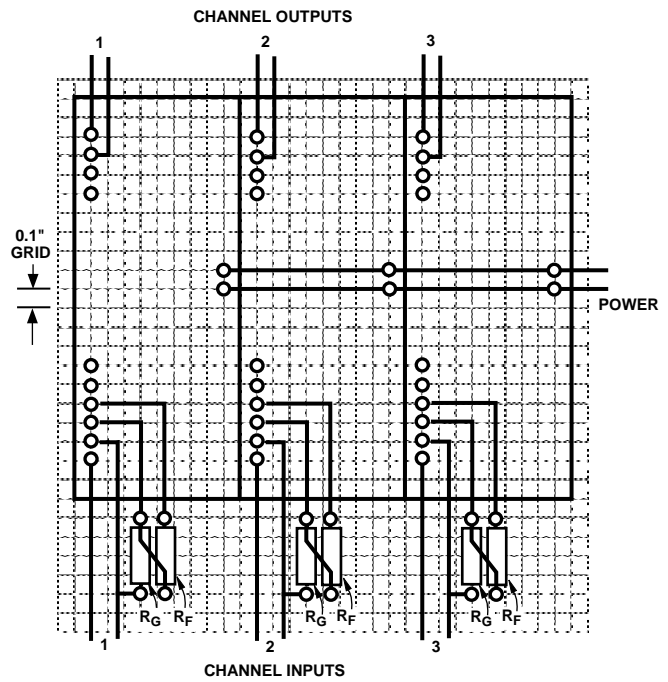 CHANNEL OUTPUTS
1
2
3
0.1"
GRID
POWER
RG
RF
RG
RF
RG
RF
1
2
3
CHANNEL INPUTS